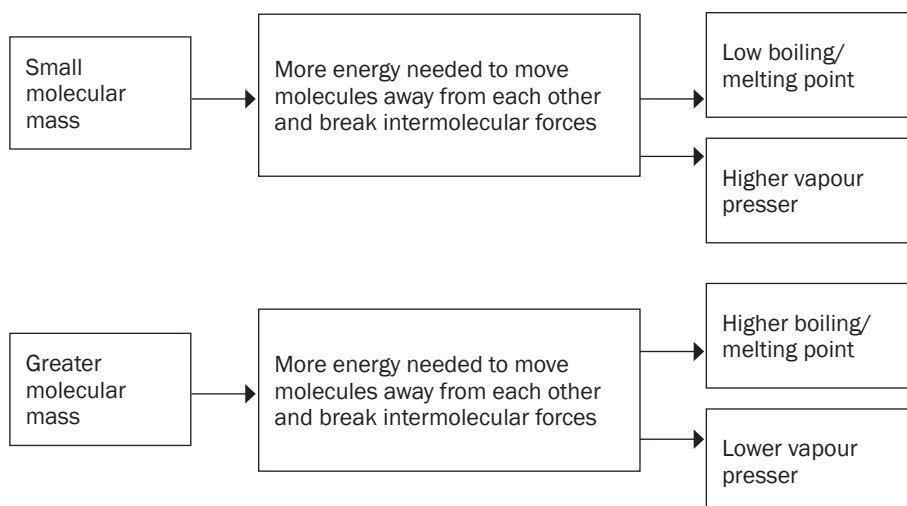 Small
molecular
mass
More energy needed to move
molecules away from each other
and break intermolecular forces
Low boiling/
melting point
Higher vapour
presser
Greater
molecular
mass
More energy needed to move
molecules away from each other
and break intermolecular forces
Higher boiling/
melting point
Lower vapour
presser